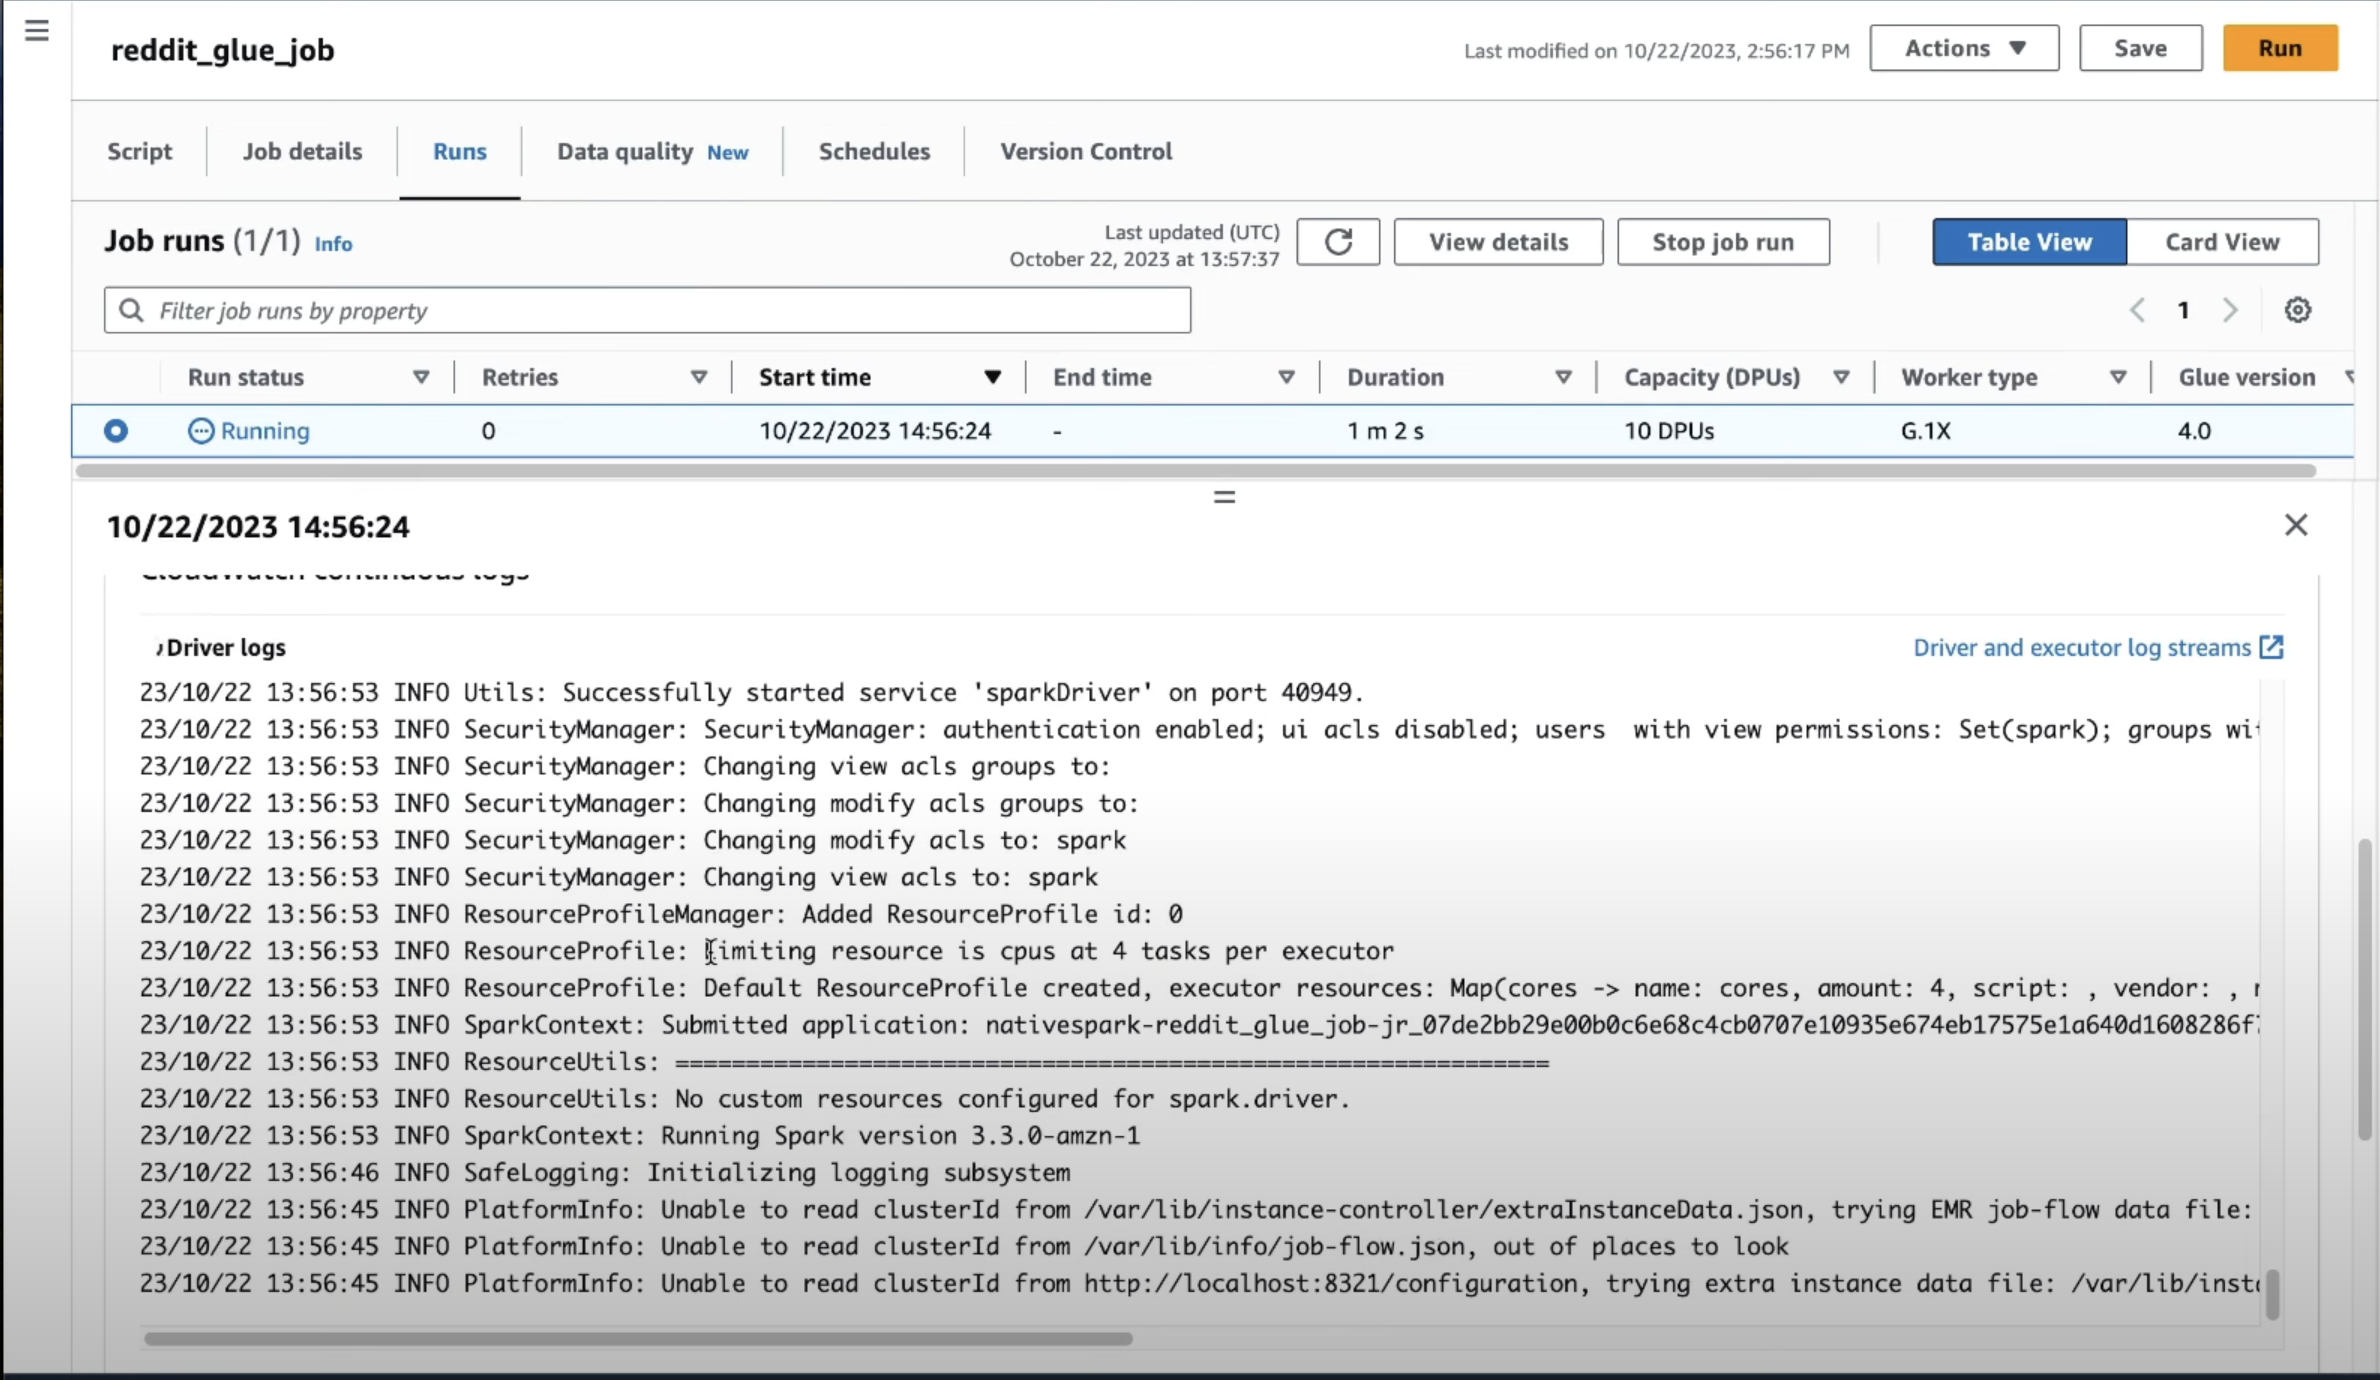 reddit_glue_job
Last modified on 10/22/2023, 2:56:17 PM
Actions
Save
Run
Script
Job details
Runs
Data quality New
Schedules
Version Control
Job runs (1/1) Info
Last updated (UTC)
October 22, 2023 at 13:57:37
View details
Stop job run
Table View
Card View
Filter job runs by property
1
Run status
Retries
Start time
End time
Duration
Capacity (DPUs)
Worker type
Glue version
Running
0
10/22/2023 14:56:24
-
1 m 2 s
10 DPUs
G.1X
4.0
10/22/2023 14:56:24
CloudWatch continuous logs
Driver logs
Driver and executor log streams
23/10/22 13:56:53 INFO Utils: Successfully started service 'sparkDriver' on port 40949.
23/10/22 13:56:53 INFO SecurityManager: SecurityManager: authentication enabled; ui acls disabled; users  with view permissions: Set(spark); groups wi
23/10/22 13:56:53 INFO SecurityManager: Changing view acls groups to:
23/10/22 13:56:53 INFO SecurityManager: Changing modify acls groups to:
23/10/22 13:56:53 INFO SecurityManager: Changing modify acls to: spark
23/10/22 13:56:53 INFO SecurityManager: Changing view acls to: spark
23/10/22 13:56:53 INFO ResourceProfileManager: Added ResourceProfile id: 0
23/10/22 13:56:53 INFO ResourceProfile: Limiting resource is cpus at 4 tasks per executor
23/10/22 13:56:53 INFO ResourceProfile: Default ResourceProfile created, executor resources: Map(cores -> name: cores, amount: 4, script: , vendor: ,
23/10/22 13:56:53 INFO SparkContext: Submitted application: nativespark-reddit_glue_job-jr_07de2bb29e00b0c6e68c4cb0707e10935e674eb17575e1a640d1608286f
23/10/22 13:56:53 INFO ResourceUtils: ==============================================================
23/10/22 13:56:53 INFO ResourceUtils: No custom resources configured for spark.driver.
23/10/22 13:56:53 INFO SparkContext: Running Spark version 3.3.0-amzn-1
23/10/22 13:56:46 INFO SafeLogging: Initializing logging subsystem
23/10/22 13:56:45 INFO PlatformInfo: Unable to read clusterId from /var/lib/instance-controller/extraInstanceData.json, trying EMR job-flow data file:
23/10/22 13:56:45 INFO PlatformInfo: Unable to read clusterId from /var/lib/info/job-flow.json, out of places to look
23/10/22 13:56:45 INFO PlatformInfo: Unable to read clusterId from http://localhost:8321/configuration, trying extra instance data file: /var/lib/inst